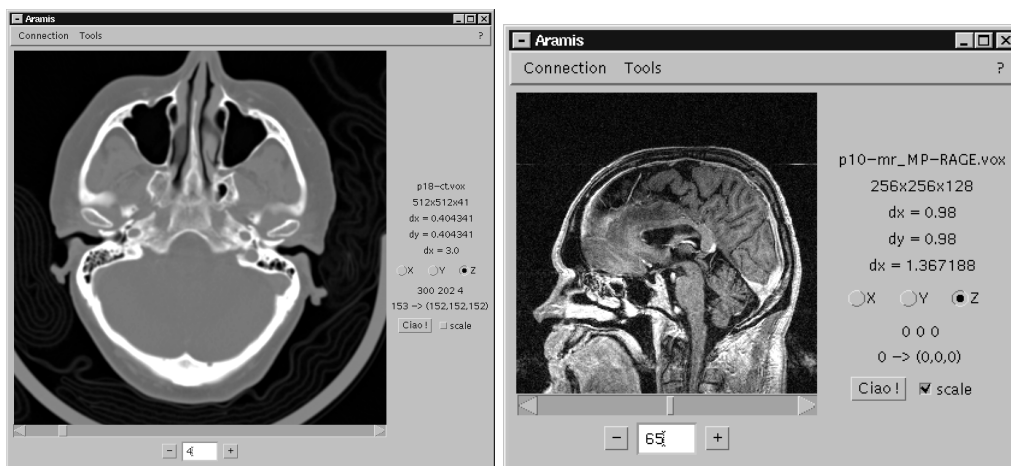 Aramis
Connection Tools ?
p18-ct.vox
512x512x41
dx = 0.404341
dy = 0.404341
dx = 3.0
X Y Z
300 202 4
153 -> (152,152,152)
Ciao ! scale
− 4 +
Aramis
Connection Tools ?
p10-mr_MP-RAGE.vox
256x256x128
dx = 0.98
dy = 0.98
dx = 1.367188
X Y Z
0 0 0
0 -> (0,0,0)
Ciao ! scale
− 65 +